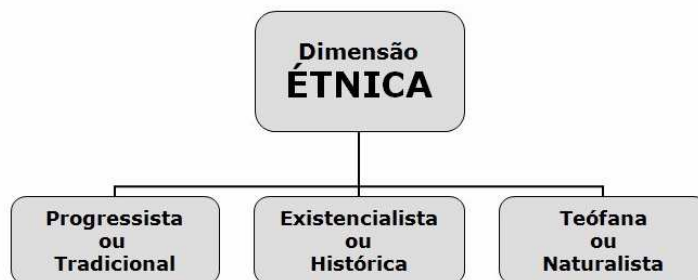 Dimensão
ÉTNICA
Progressista
ou
Tradicional
Existencialista
ou
Histórica
Teófana
ou
Naturalista